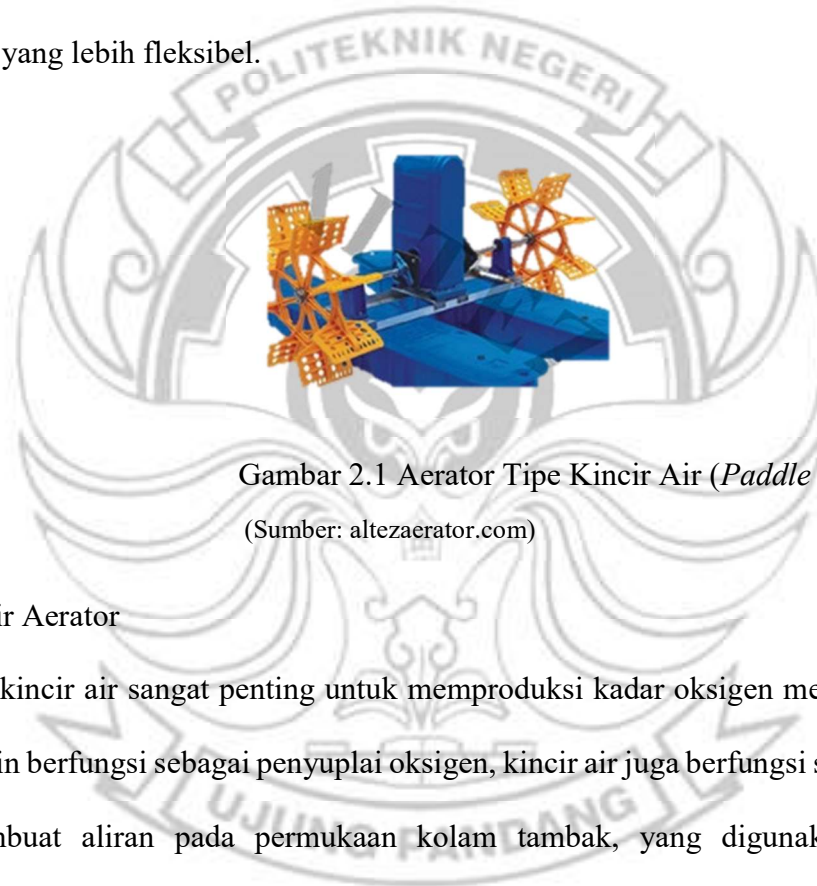 yang lebih fleksibel.
POLITEKNIK NEGERI
Gambar 2.1 Aerator Tipe Kincir Air (Paddle
(Sumber: altezaerator.com)
ir Aerator
kincir air sangat penting untuk memproduksi kadar oksigen me
in berfungsi sebagai penyuplai oksigen, kincir air juga berfungsi s
UJUNG PANDANG
nbuat aliran pada permukaan kolam tambak, yang digunak